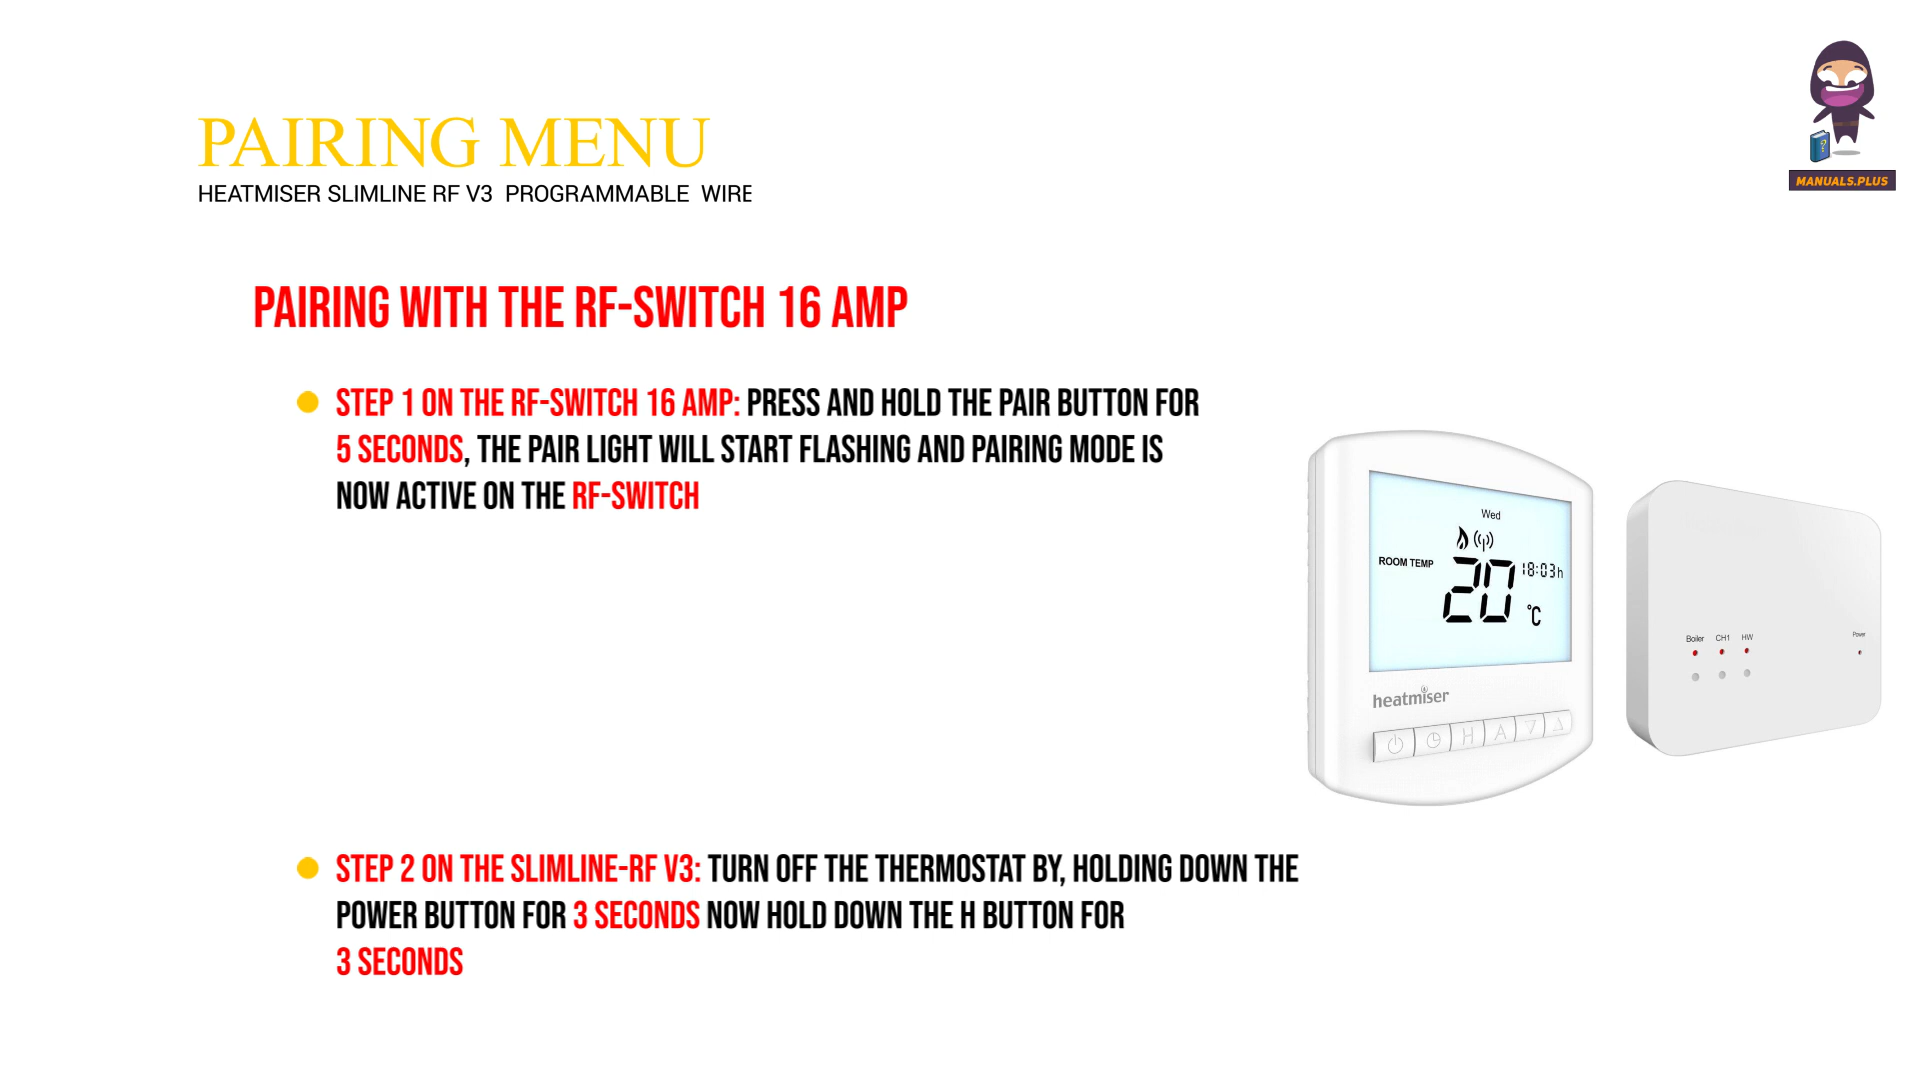 PAIRING MENU
HEATMISER SLIMLINE RF V3 PROGRAMMABLE WIRE
MANUALS.PLUS
PAIRING WITH THE RF-SWITCH 16 AMP
STEP 1 ON THE RF-SWITCH 16 AMP: PRESS AND HOLD THE PAIR BUTTON FOR
5 SECONDS, THE PAIR LIGHT WILL START FLASHING AND PAIRING MODE IS
NOW ACTIVE ON THE RF-SWITCH
Wed
ROOM TEMP
20
18:03h
°C
heatmiser
H A
Boiler CH1 HW
Power
STEP 2 ON THE SLIMLINE-RF V3: TURN OFF THE THERMOSTAT BY, HOLDING DOWN THE
POWER BUTTON FOR 3 SECONDS NOW HOLD DOWN THE H BUTTON FOR
3 SECONDS